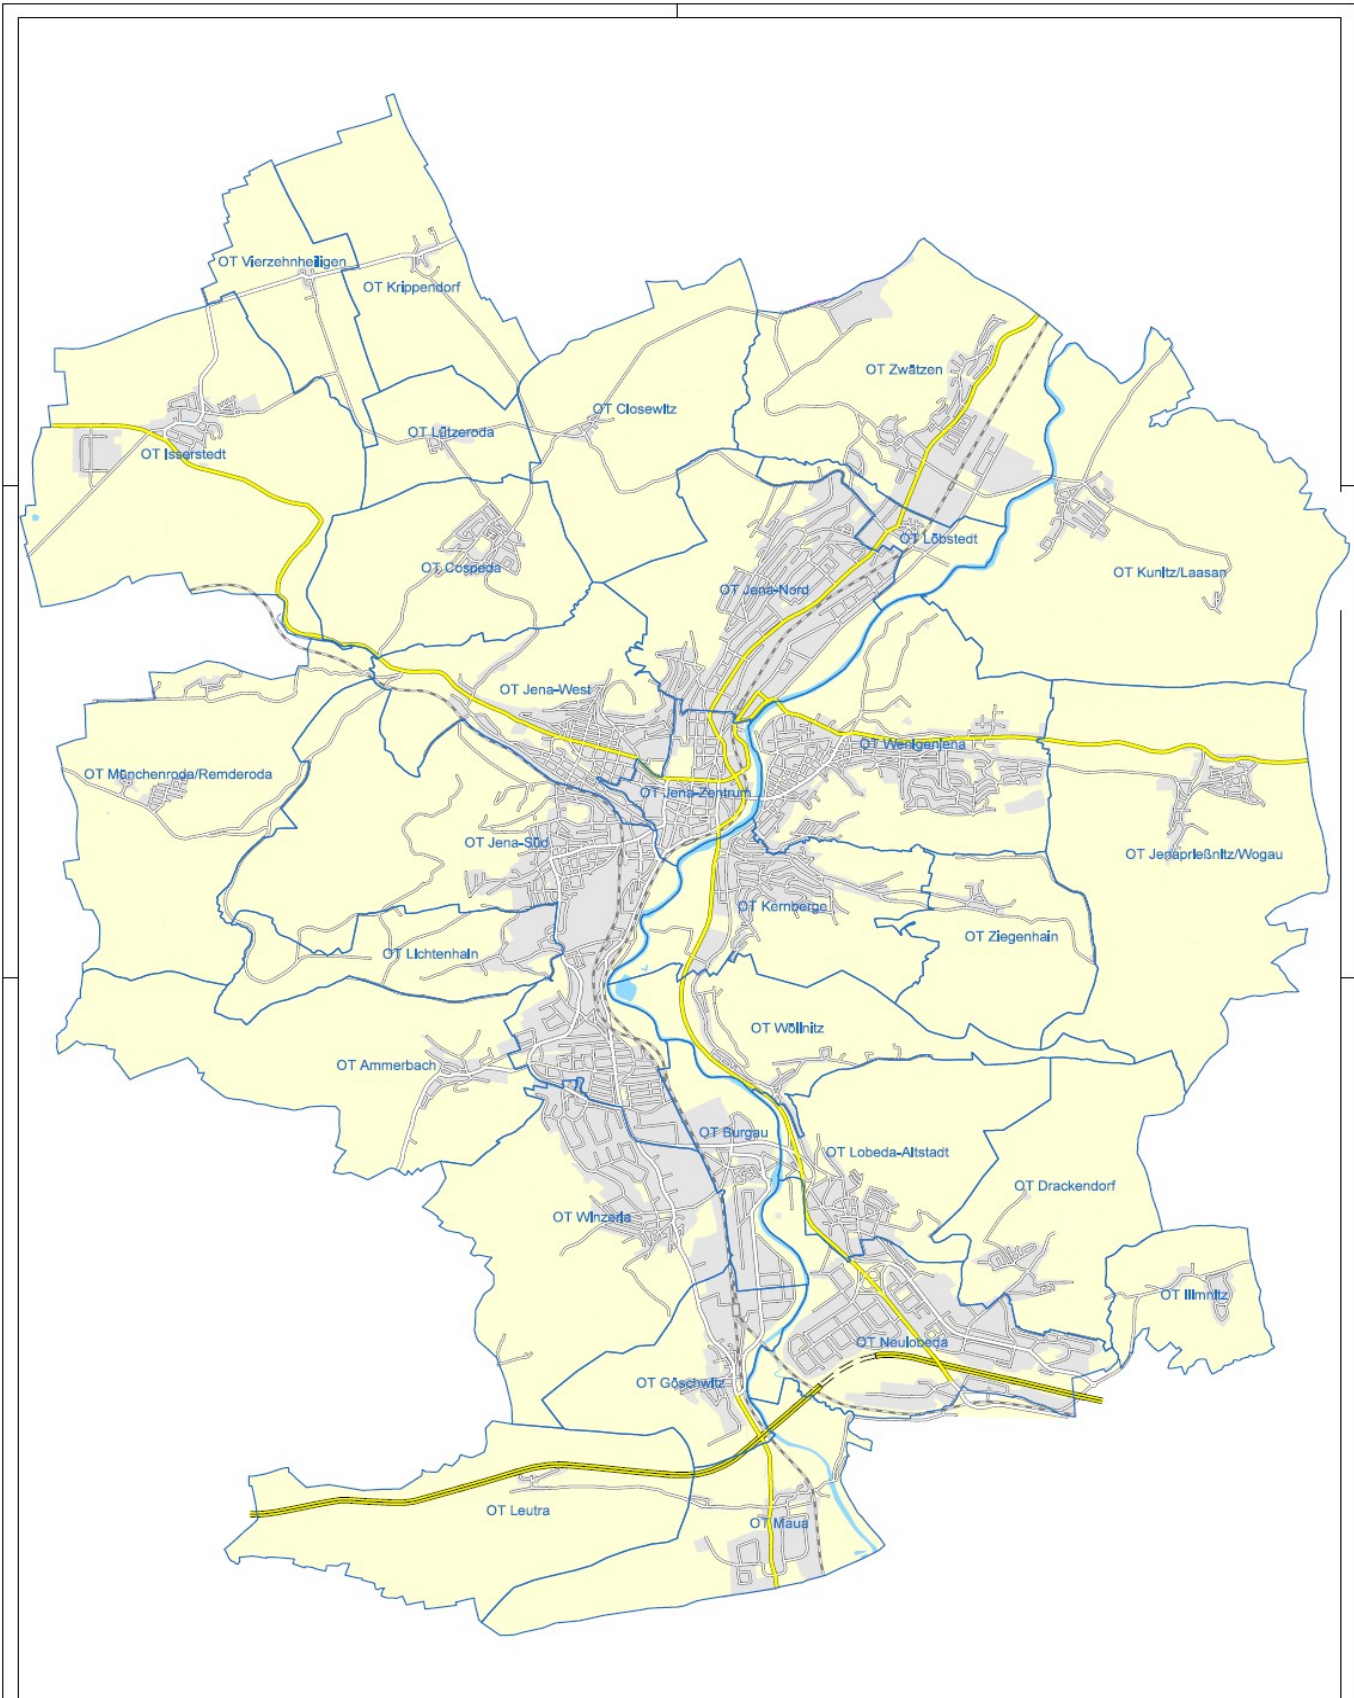 OT Vierzehnheiligen
OT Krippendorf
OT Zwätzen
OT Closewitz
OT Lützeroda
OT Isserstedt
OT Löbstedt
OT Cospeda
OT Kunitz/Laasan
OT Jena-Nord
OT Jena-West
OT Wenigenjena
OT Münchenroda/Remderoda
OT Jena-Zentrum
OT Jena-Süd
OT Jenaprießnitz/Wogau
OT Kernberge
OT Ziegenhain
OT Lichtenhain
OT Wöllnitz
OT Ammerbach
OT Burgau
OT Lobeda-Altstadt
OT Drackendorf
OT Winzerla
OT Ilmnitz
OT Neulobeda
OT Göschwitz
OT Leutra
OT Maua